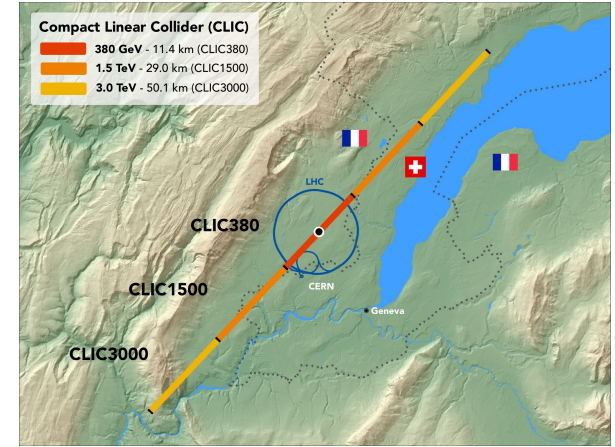 Compact Linear Collider (CLIC)
380 GeV - 11.4 km (CLIC380)
1.5 TeV - 29.0 km (CLIC1500)
3.0 TeV - 50.1 km (CLIC3000)
LHC
CLIC380
CERN
CLIC1500
Geneva
CLIC3000